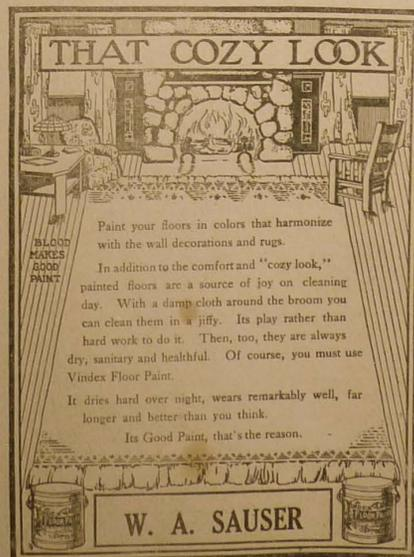 THAT COZY LOOK
Paint your floors in colors that harmonize
with the wall decorations and rugs.
BLOOD
MAKES
GOOD
PAINT
In addition to the comfort and "cozy look,"
painted floors are a source of joy on cleaning
day. With a damp cloth around the broom you
can clean them in a jiffy. Its play rather than
hard work to do it. Then, too, they are always
dry, sanitary and healthful. Of course, you must use
Vindex Floor Paint.
It dries hard over night, wears remarkably well, far
longer and better than you think.
Its Good Paint, that's the reason.
W. A. SAUSER